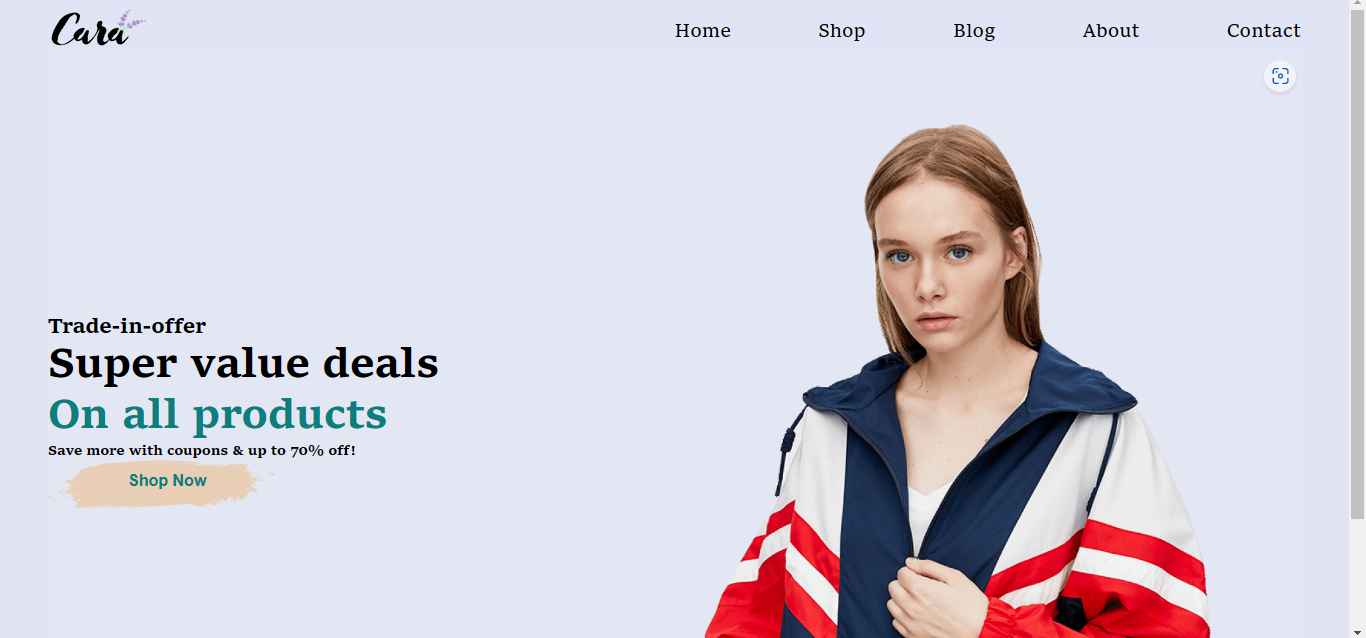 Cara
Home Shop Blog About Contact
Trade-in-offer
Super value deals
On all products
Save more with coupons & up to 70% off!
Shop Now